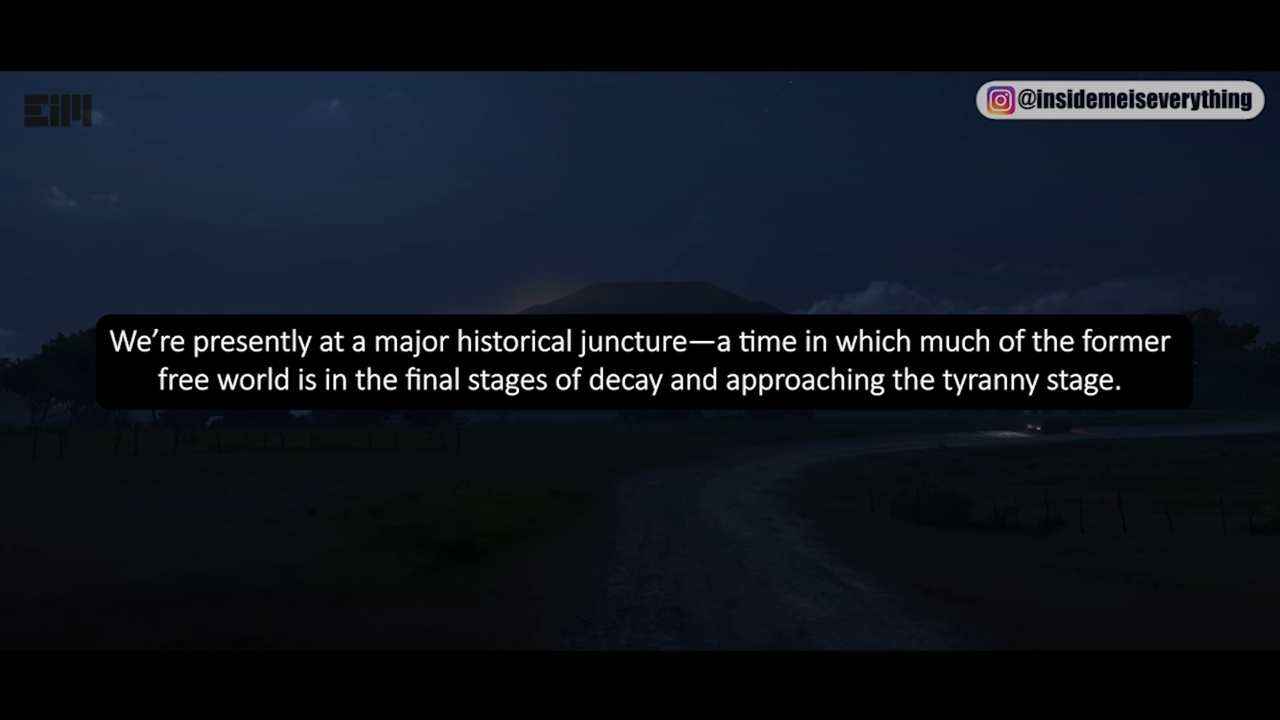 EiM
@insidemeiseverything
We’re presently at a major historical juncture—a time in which much of the former
free world is in the final stages of decay and approaching the tyranny stage.